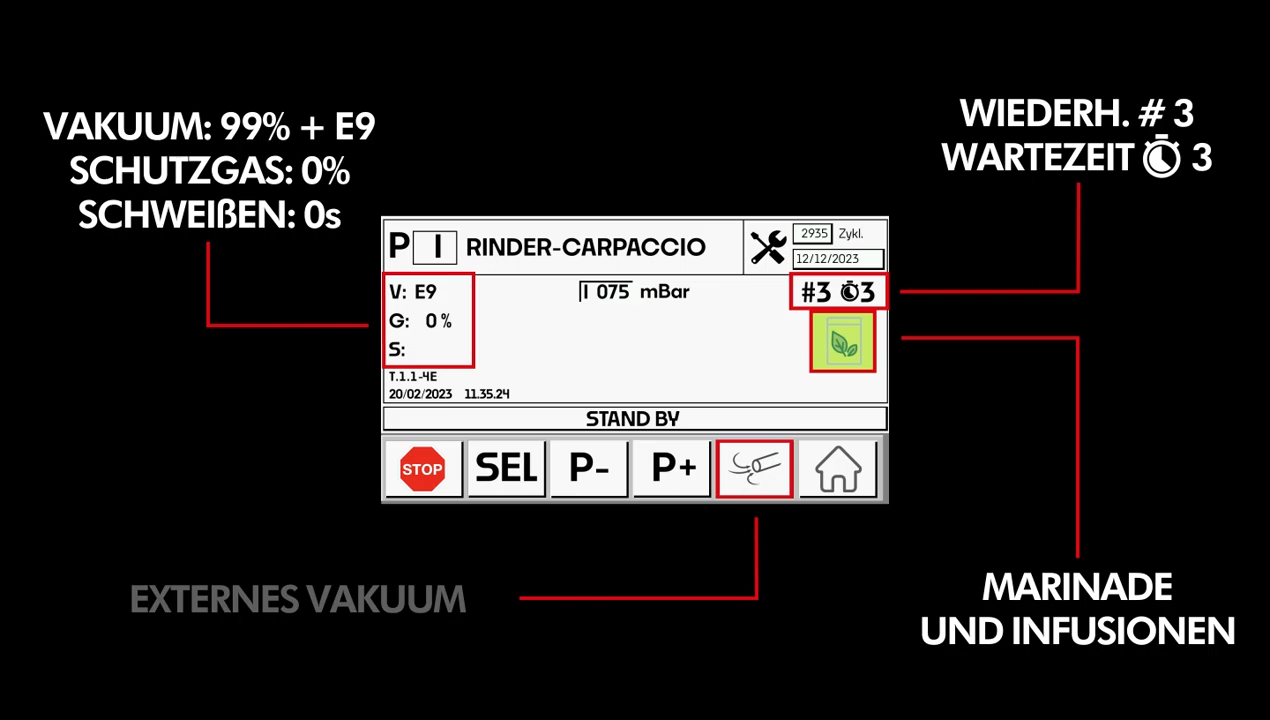 VAKUUM: 99% + E9
SCHUTZGAS: 0%
SCHWEIßEN: 0s
WIEDERH. # 3
WARTEZEIT 3
P 1 RINDER-CARPACCIO
2935 Zykl.
12/12/2023
V: E9
1 075 mBar
#3 3
G: 0 %
S:
T.1.1-4E
20/02/2023 11.35.24
STAND BY
STOP
SEL
P-
P+
EXTERNES VAKUUM
MARINADE
UND INFUSIONEN